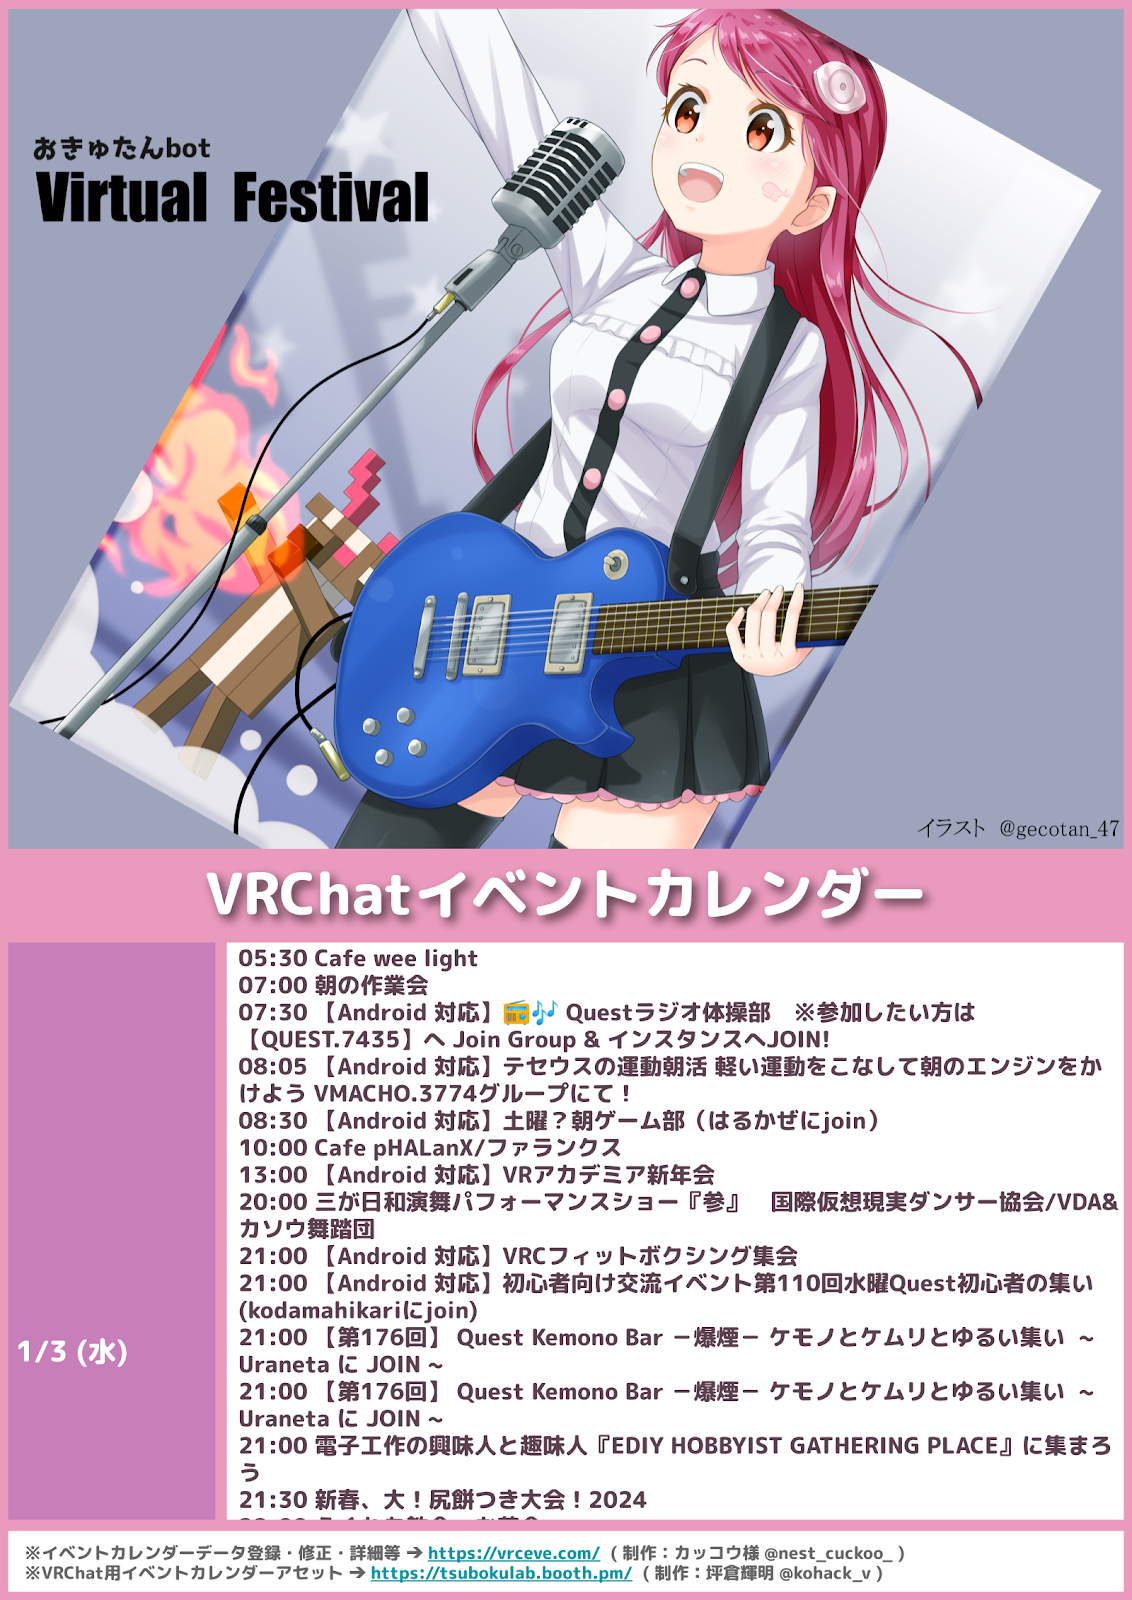 おきゅたんbot
Virtual Festival
イラスト @gecotan_47
VRChatイベントカレンダー
1/3 (水)
05:30 Cafe wee light
07:00 朝の作業会
07:30 【Android 対応】📻🎶 Questラジオ体操部　※参加したい方は
【QUEST.7435】へ Join Group & インスタンスへJOIN!
08:05 【Android 対応】テセウスの運動朝活 軽い運動をこなして朝のエンジンをか
けよう VMACHO.3774グループにて！
08:30 【Android 対応】土曜？朝ゲーム部（はるかぜにjoin）
10:00 Cafe pHALanX/ファランクス
13:00 【Android 対応】VRアカデミア新年会
20:00 三が日和演舞パフォーマンスショー『参』　国際仮想現実ダンサー協会/VDA&
カソウ舞踏団
21:00 【Android 対応】VRCフィットボクシング集会
21:00 【Android 対応】初心者向け交流イベント第110回水曜Quest初心者の集い
(kodamahikariにjoin)
21:00 【第176回】 Quest Kemono Bar －爆煙－ ケモノとケムリとゆるい集い ~
Uraneta に JOIN ~
21:00 【第176回】 Quest Kemono Bar －爆煙－ ケモノとケムリとゆるい集い ~
Uraneta に JOIN ~
21:00 電子工作の興味人と趣味人『EDIY HOBBYIST GATHERING PLACE』に集まろ
う
21:30 新春、大！尻餅つき大会！2024
※イベントカレンダーデータ登録・修正・詳細等 ➔ https://vrceve.com/ ( 制作：カッコウ様 @nest_cuckoo_ )
※VRChat用イベントカレンダーアセット ➔ https://tsubokulab.booth.pm/ ( 制作：坪倉輝明 @kohack_v )